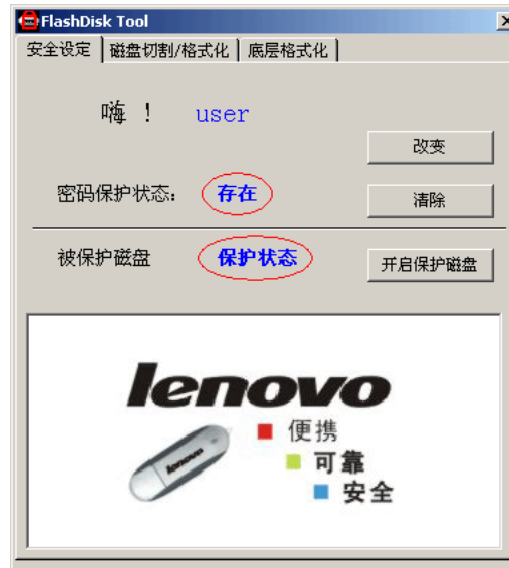 FlashDisk Tool
安全设定 磁盘切割/格式化 底层格式化
嗨 ! user
改变
密码保护状态: 存在
清除
被保护磁盘 保护状态
开启保护磁盘
lenovo
便携
可靠
安全
lenovo